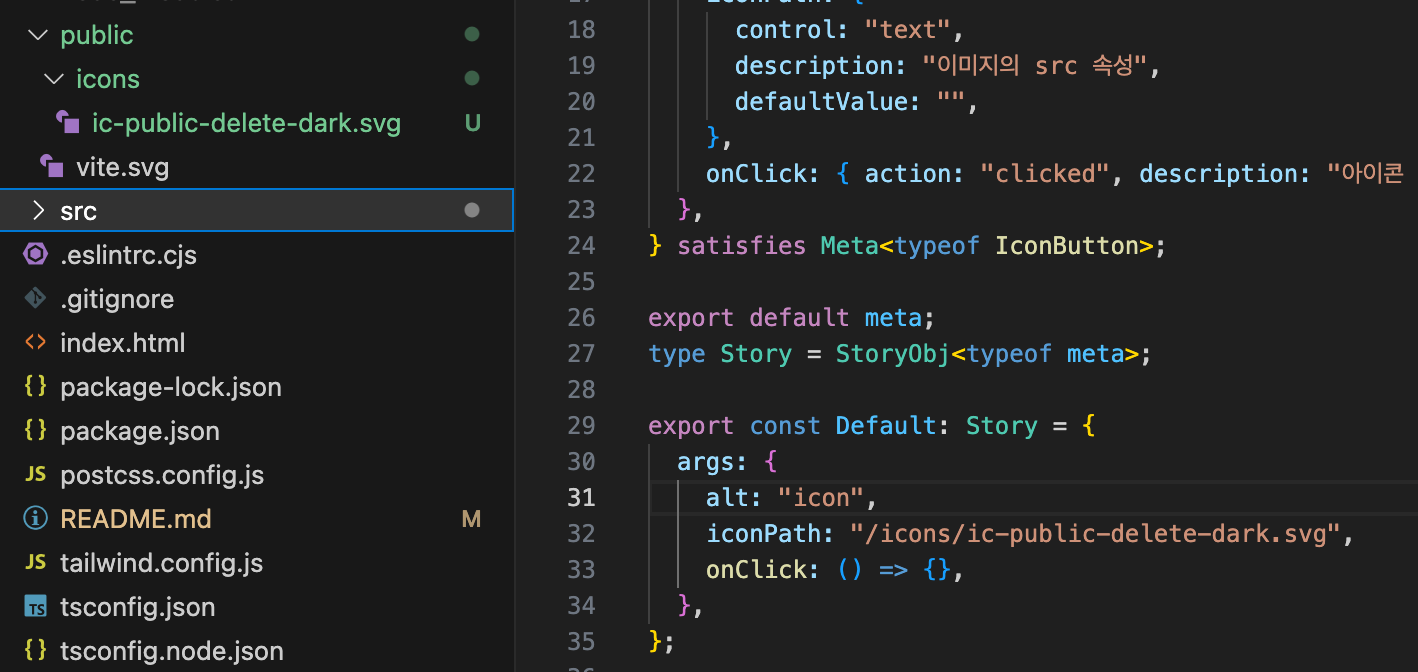 public
icons
ic-public-delete-dark.svg U
vite.svg
src
.eslintrc.cjs
.gitignore
index.html
package-lock.json
package.json
postcss.config.js
README.md M
tailwind.config.js
tsconfig.json
tsconfig.node.json
18 control: "text",
19 description: "이미지의 src 속성",
20 defaultValue: "",
21 },
22 onClick: { action: "clicked", description: "아이콘
23 },
24 } satisfies Meta<typeof IconButton>;
25
26 export default meta;
27 type Story = StoryObj<typeof meta>;
28
29 export const Default: Story = {
30 args: {
31 alt: "icon",
32 iconPath: "/icons/ic-public-delete-dark.svg",
33 onClick: () => {},
34 },
35 };